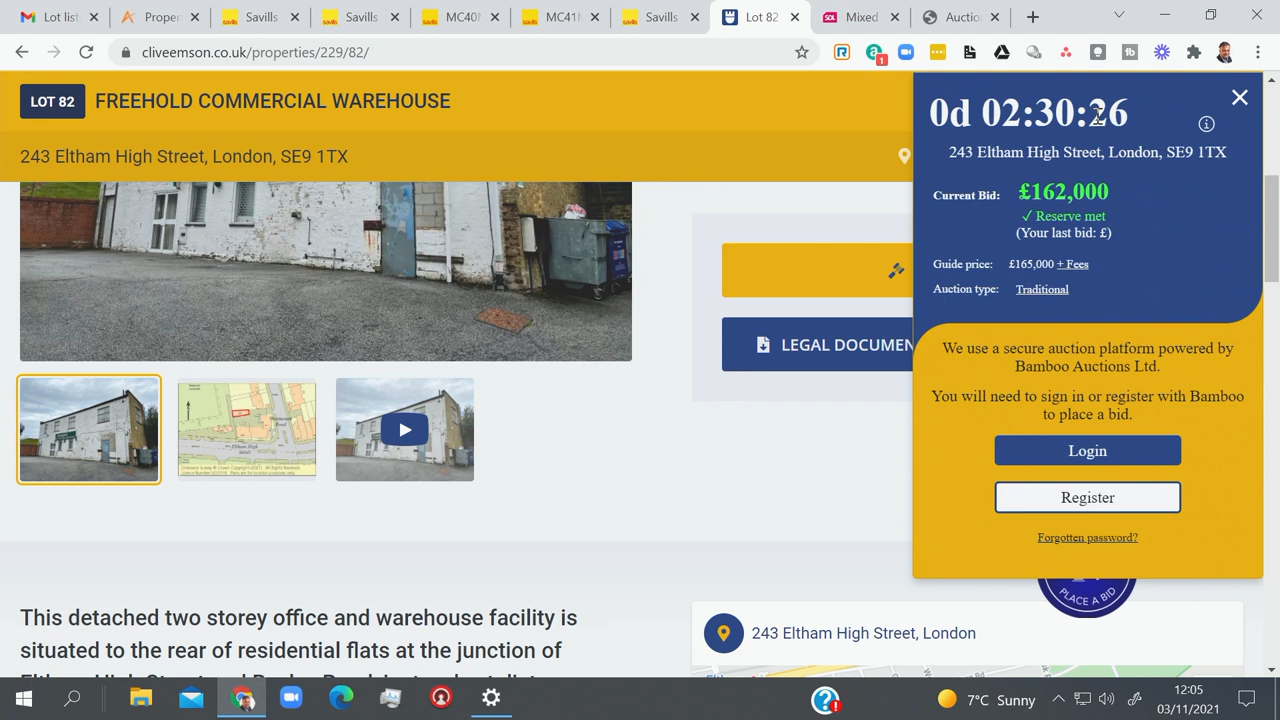 Lot list
Proper
Savills
Savills
MC40
MC41
Savills
Lot 82
Mixed
Auctio
cliveemson.co.uk/properties/229/82/
1
LOT 82
FREEHOLD COMMERCIAL WAREHOUSE
243 Eltham High Street, London, SE9 1TX
0d 02:30:26
243 Eltham High Street, London, SE9 1TX
Current Bid: £162,000
✓ Reserve met
(Your last bid: £)
Guide price: £165,000 + Fees
Auction type: Traditional
We use a secure auction platform powered by
Bamboo Auctions Ltd.
You will need to sign in or register with Bamboo
to place a bid.
Login
Register
Forgotten password?
LEGAL DOCUMEN
PLACE A BID
This detached two storey office and warehouse facility is
situated to the rear of residential flats at the junction of
243 Eltham High Street, London
7°C Sunny
12:05
03/11/2021